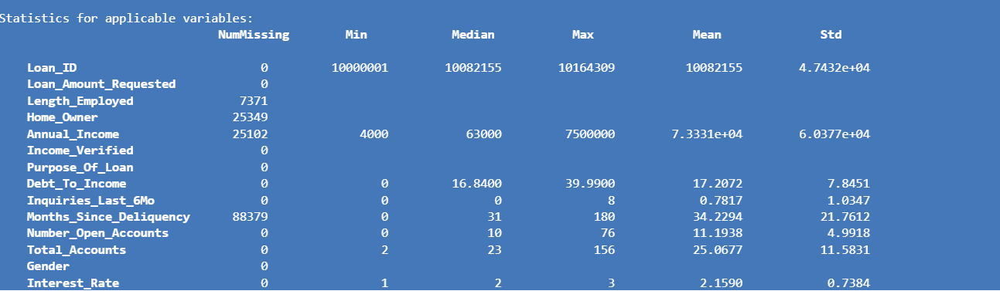 Statistics for applicable variables:
NumMissing Min Median Max Mean Std
Loan_ID 0 10000001 10082155 10164309 10082155 4.7432e+04
Loan_Amount_Requested 0
Length_Employed 7371
Home_Owner 25349
Annual_Income 25102 4000 63000 7500000 7.3331e+04 6.0377e+04
Income_Verified 0
Purpose_Of_Loan 0
Debt_To_Income 0 0 16.8400 39.9900 17.2072 7.8451
Inquiries_Last_6Mo 0 0 0 8 0.7817 1.0347
Months_Since_Deliquency 88379 0 31 180 34.2294 21.7612
Number_Open_Accounts 0 0 10 76 11.1938 4.9918
Total_Accounts 0 2 23 156 25.0677 11.5831
Gender 0
Interest_Rate 0 1 2 3 2.1590 0.7384